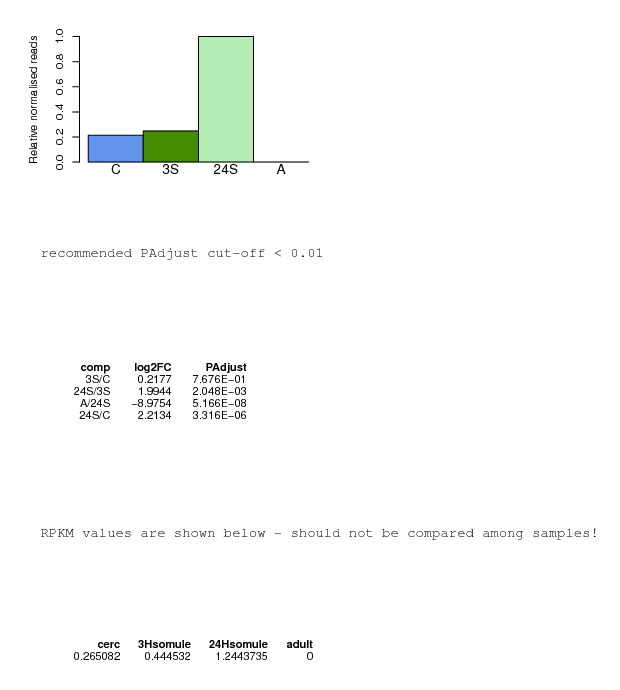 Relative normalised reads
1.0
0.8
0.6
0.4
0.2
0.0
C 3S 24S A
recommended PAdjust cut-off < 0.01
comp log2FC PAdjust
3S/C 0.2177 7.676E-01
24S/3S 1.9944 2.048E-03
A/24S -8.9754 5.166E-08
24S/C 2.2134 3.316E-06
RPKM values are shown below - should not be compared among samples!
cerc 3Hsomule 24Hsomule adult
0.265082 0.444532 1.2443735 0